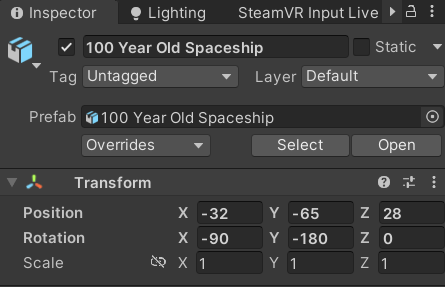 Inspector Lighting SteamVR Input Live
100 Year Old Spaceship Static
Tag Untagged Layer Default
Prefab 100 Year Old Spaceship
Overrides Select Open
Transform
Position X -32 Y -65 Z 28
Rotation X -90 Y -180 Z 0
Scale X 1 Y 1 Z 1